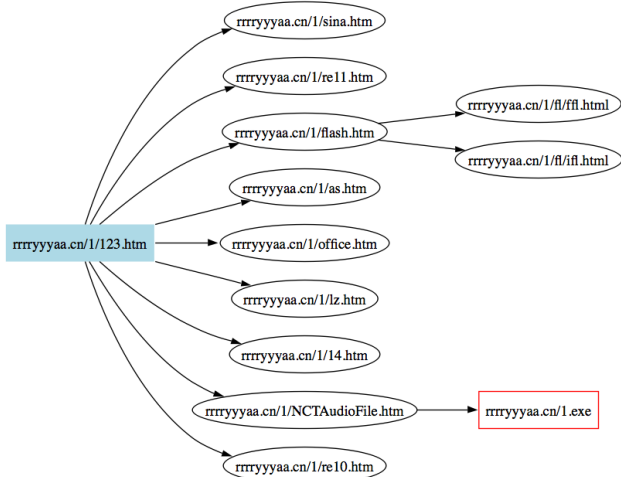 rrrryyyaa.cn/1/sina.htm
rrrryyyaa.cn/1/re11.htm
rrrryyyaa.cn/1/fl/ffl.html
rrrryyyaa.cn/1/flash.htm
rrrryyyaa.cn/1/fl/ifl.html
rrrryyyaa.cn/1/as.htm
rrrryyyaa.cn/1/123.htm
rrrryyyaa.cn/1/office.htm
rrrryyyaa.cn/1/lz.htm
rrrryyyaa.cn/1/14.htm
rrrryyyaa.cn/1/NCTAudioFile.htm
rrrryyyaa.cn/1.exe
rrrryyyaa.cn/1/re10.htm